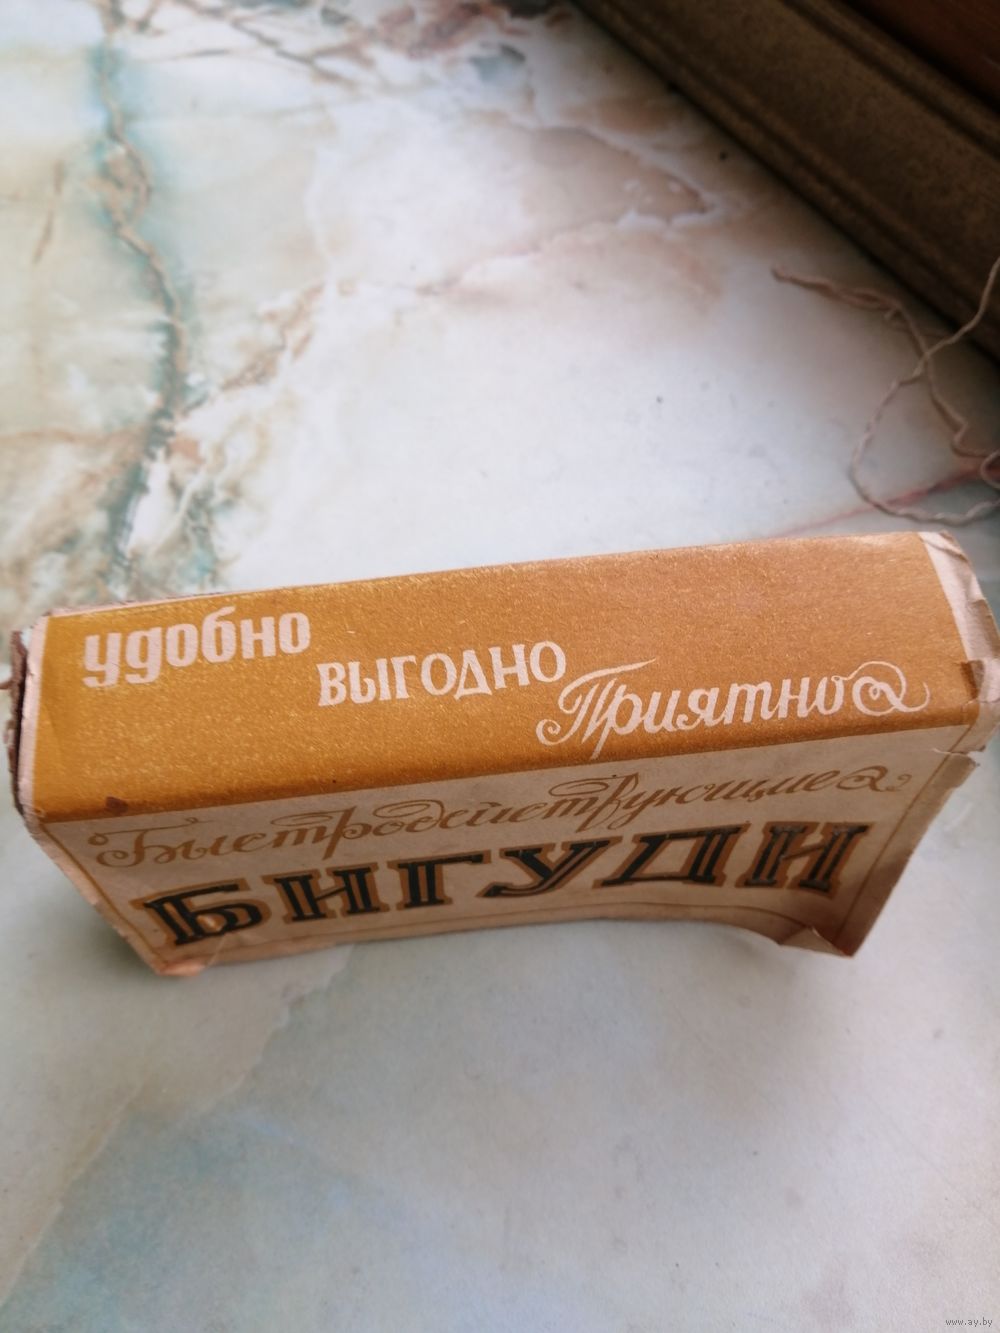 удобно
выгодно
Приятно
Быстродействующие
БИГУДИ
www.ay.by